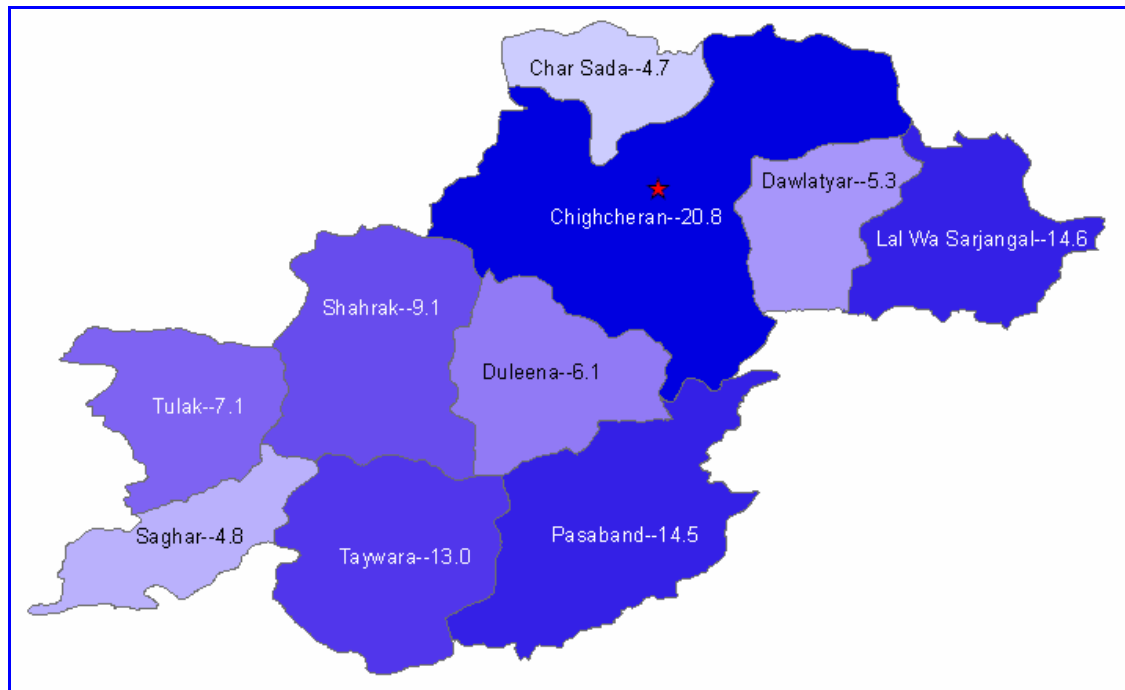 Char Sada--4.7
Dawlatyar--5.3
Chighcheran--20.8
Lal Wa Sarjangal--14.6
Shahrak--9.1
Duleena--6.1
Tulak--7.1
Saghar--4.8
Pasaband--14.5
Taywara--13.0